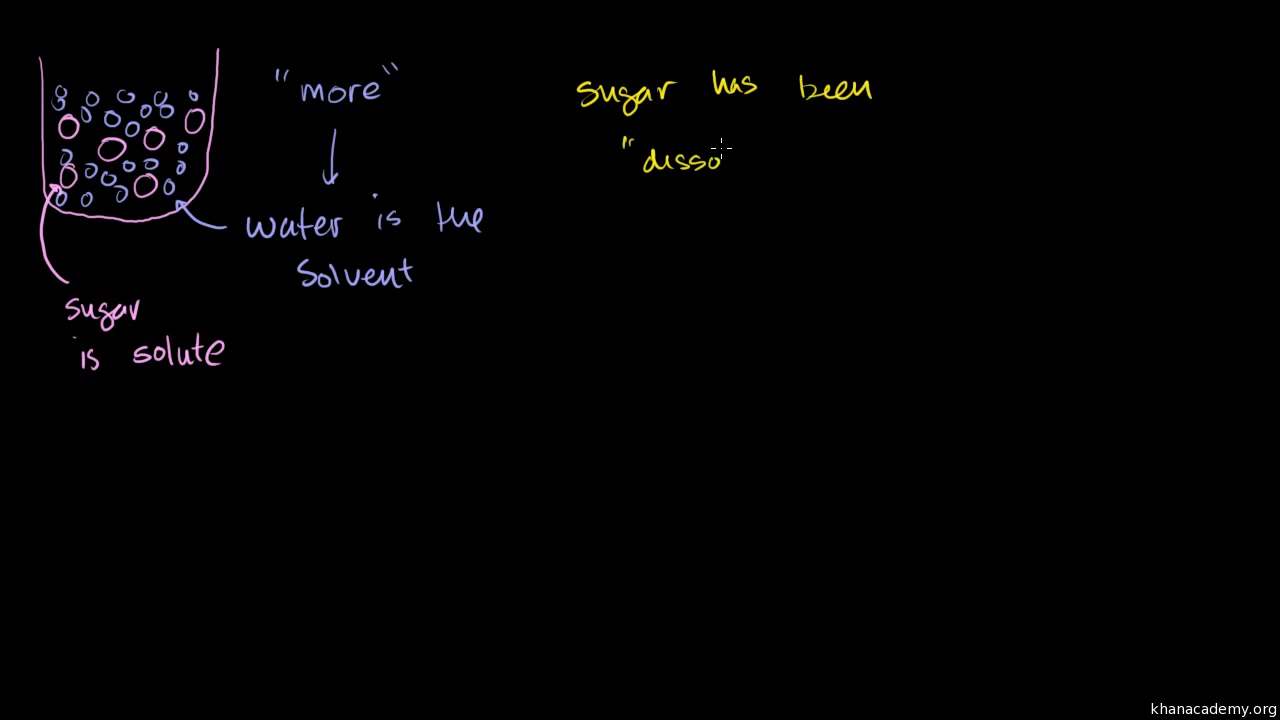 "more"
water is the
Solvent
sugar
is solute
sugar has been
"disso
khanacademy.org